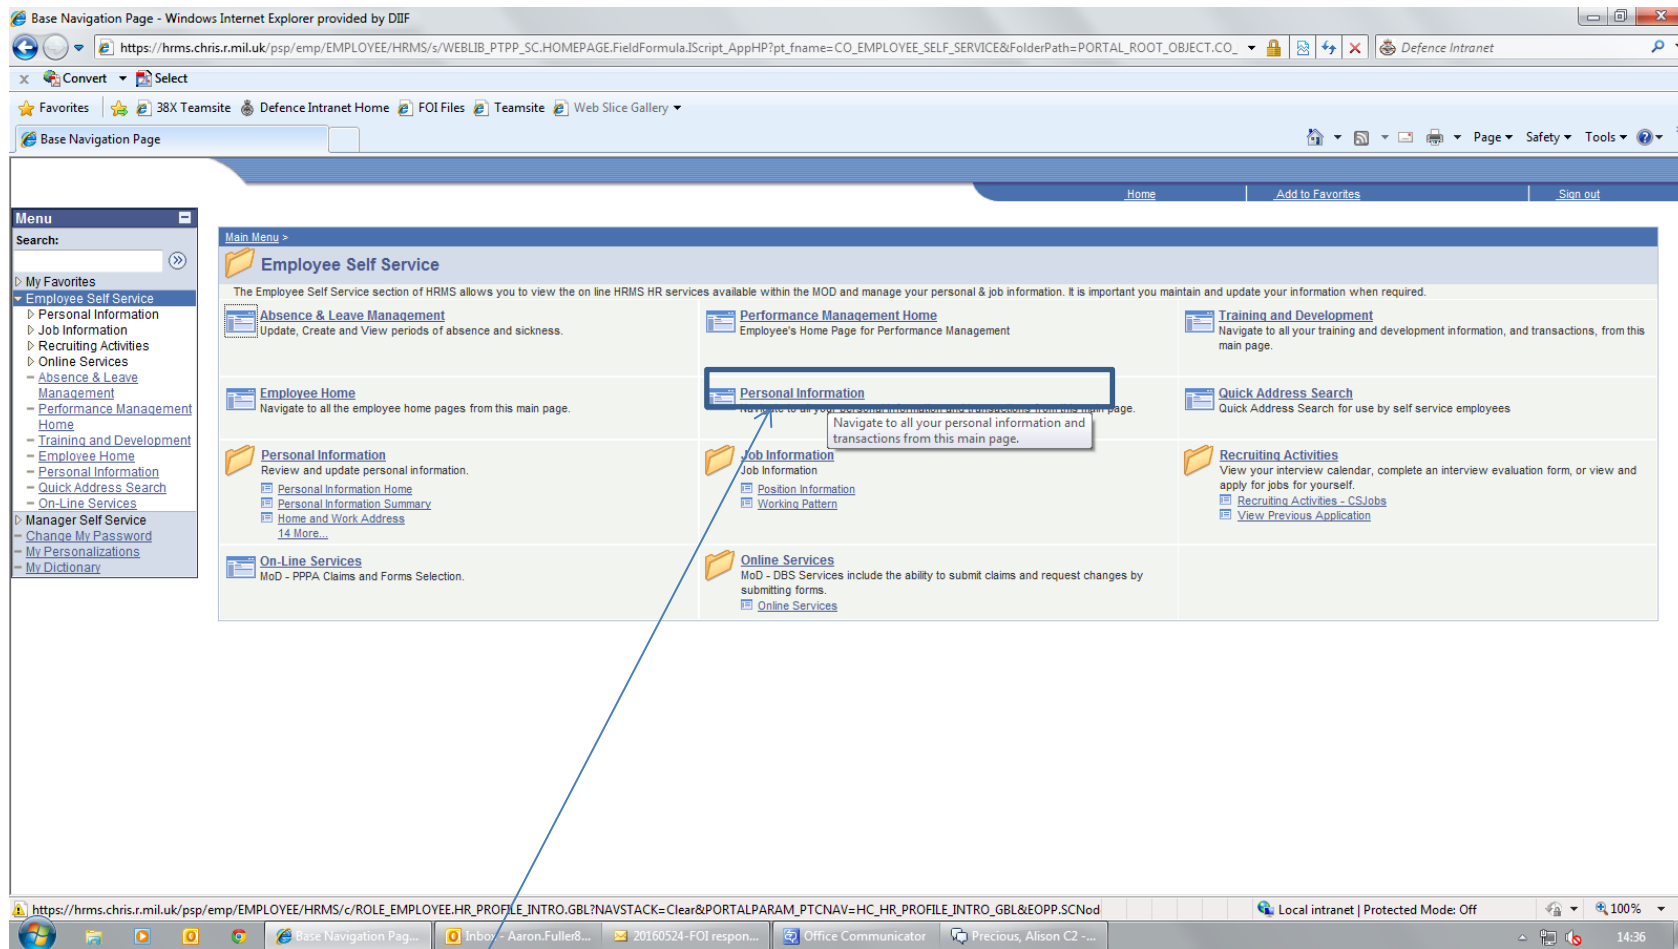 Base Navigation Page - Windows Internet Explorer provided by DIIF
https://hrms.chris.r.mil.uk/psp/emp/EMPLOYEE/HRMS/s/WEBLIB_PTPP_SC.HOMEPAGE.FieldFormula.IScript_AppHP?pt_fname=CO_EMPLOYEE_SELF_SERVICE&FolderPath=PORTAL_ROOT_OBJECT.CO_
Defence Intranet
x Convert Select
Favorites 38X Teamsite Defence Intranet Home FOI Files Teamsite Web Slice Gallery
Base Navigation Page
Page Safety Tools
Home Add to Favorites Sign out
Menu
Search:
My Favorites
Employee Self Service
Personal Information
Job Information
Recruiting Activities
Online Services
Absence & Leave
Management
Performance Management
Home
Training and Development
Employee Home
Personal Information
Quick Address Search
On-Line Services
Manager Self Service
Change My Password
My Personalizations
My Dictionary
Main Menu >
Employee Self Service
The Employee Self Service section of HRMS allows you to view the on line HRMS HR services available within the MOD and manage your personal & job information. It is important you maintain and update your information when required.
Absence & Leave Management
Update, Create and View periods of absence and sickness.
Performance Management Home
Employee's Home Page for Performance Management
Training and Development
Navigate to all your training and development information, and transactions, from this
main page.
Employee Home
Navigate to all the employee home pages from this main page.
Personal Information
Navigate to all your personal information and transactions from this main page.
Navigate to all your personal information and
transactions from this main page.
Quick Address Search
Quick Address Search for use by self service employees
Personal Information
Review and update personal information.
Personal Information Home
Personal Information Summary
Home and Work Address
14 More...
Job Information
Job Information
Position Information
Working Pattern
Recruiting Activities
View your interview calendar, complete an interview evaluation form, or view and
apply for jobs for yourself.
Recruiting Activities - CSJobs
View Previous Application
On-Line Services
MoD - PPPA Claims and Forms Selection.
Online Services
MoD - DBS Services include the ability to submit claims and request changes by
submitting forms.
Online Services
https://hrms.chris.r.mil.uk/psp/emp/EMPLOYEE/HRMS/c/ROLE_EMPLOYEE.HR_PROFILE_INTRO.GBL?NAVSTACK=Clear&PORTALPARAM_PTCNAV=HC_HR_PROFILE_INTRO_GBL&EOPP.SCNod
Local intranet | Protected Mode: Off
100%
Base Navigation Pag... Inbox - Aaron.Fuller8... 20160524-FOI respon... Office Communicator Precious, Alison C2 -...
14:36